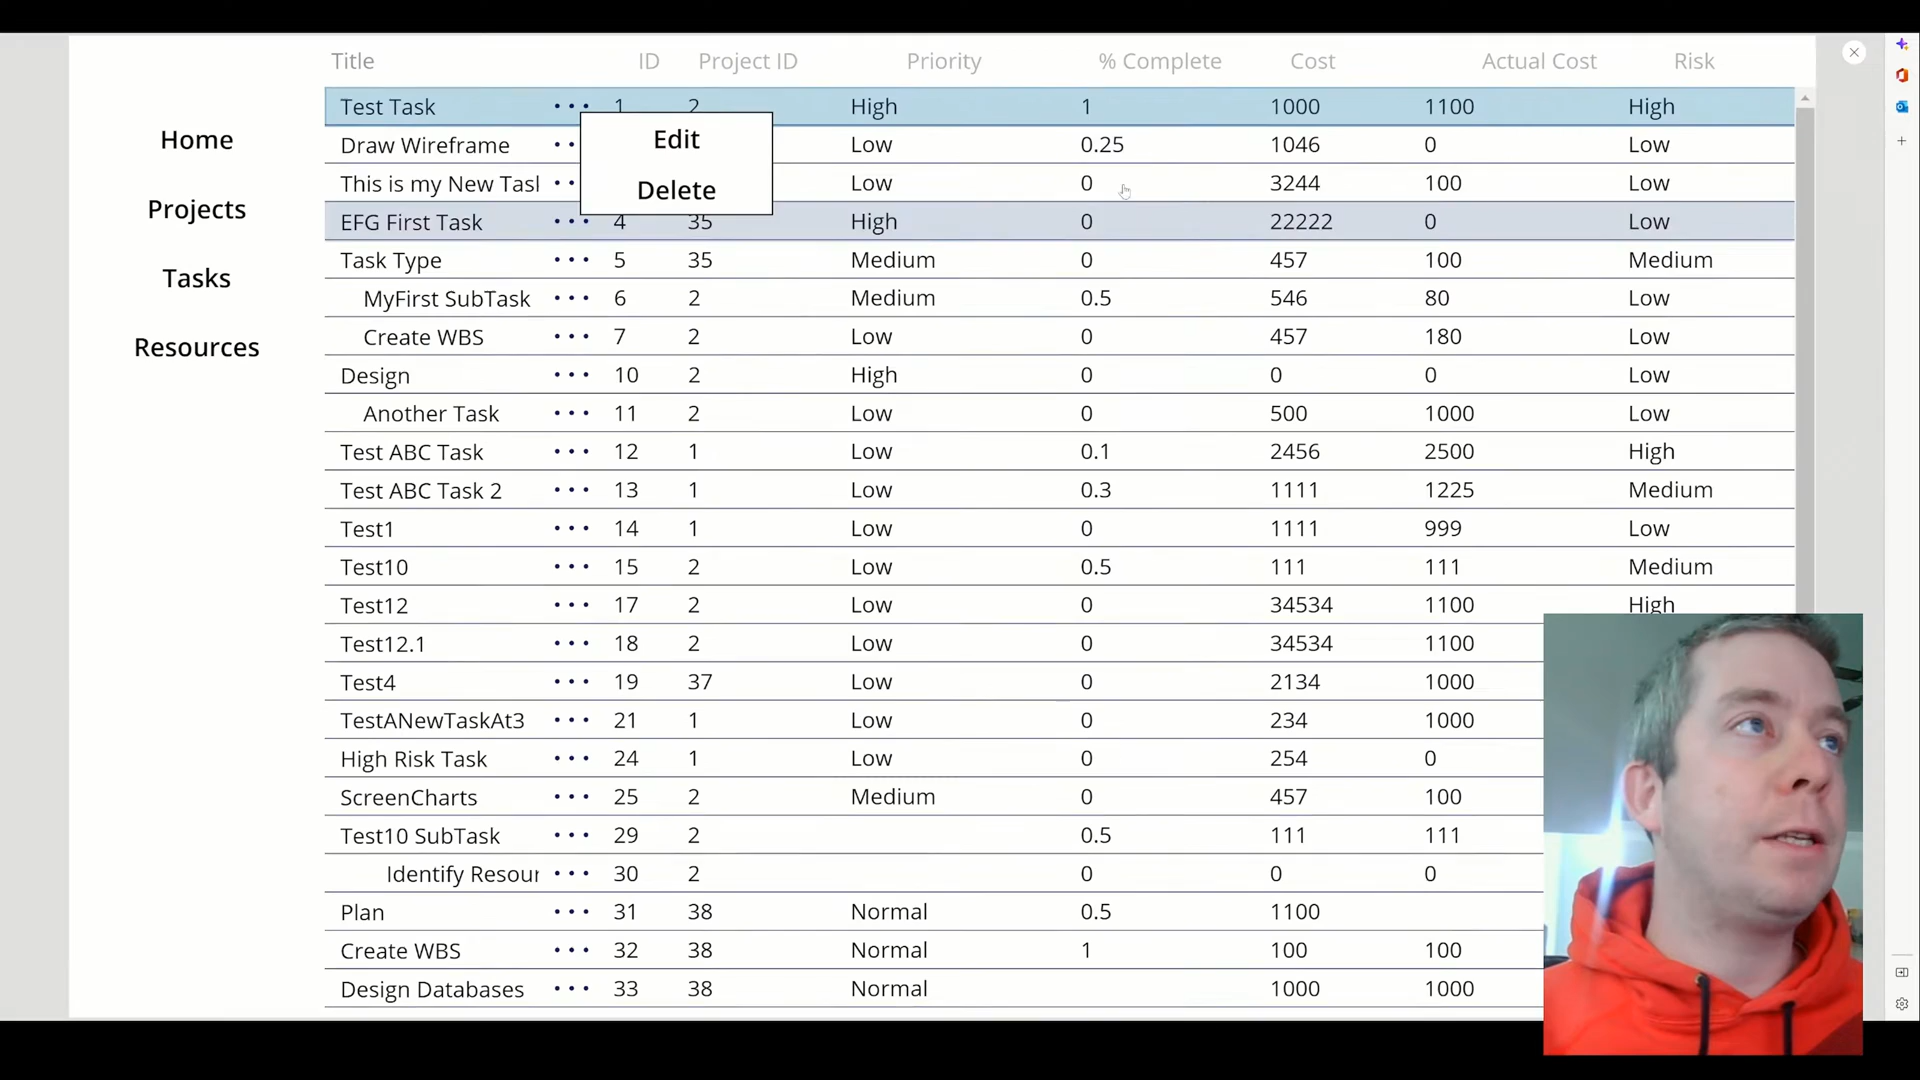 Title ID Project ID Priority % Complete Cost Actual Cost Risk
Test Task 1 2 High 1 1000 1100 High
Home
Edit
Draw Wireframe Low 0.25 1046 0 Low
This is my New Delete Low 0 3244 100 Low
Projects
EFG First Task 4 35 High 0 22222 0 Low
Task Type 5 35 Medium 0 457 100 Medium
Tasks
MyFirst SubTask 6 2 Medium 0.5 546 80 Low
Create WBS 7 2 Low 0 457 180 Low
Resources
Design 10 2 High 0 0 0 Low
Another Task 11 2 Low 0 500 1000 Low
Test ABC Task 12 1 Low 0.1 2456 2500 High
Test ABC Task 2 13 1 Low 0.3 1111 1225 Medium
Test1 14 1 Low 0 1111 999 Low
Test10 15 2 Low 0.5 111 111 Medium
Test12 17 2 Low 0 34534 1100 High
Test12.1 18 2 Low 0 34534 1100
Test4 19 37 Low 0 2134 1000
TestANewTaskAt3 21 1 Low 0 234 1000
High Risk Task 24 1 Low 0 254 0
ScreenCharts 25 2 Medium 0 457 100
Test10 SubTask 29 2 0.5 111 111
Identify 30 2 0 0 0
Plan 31 38 Normal 0.5 1100
Create WBS 32 38 Normal 1 100 100
Design Databases 33 38 Normal 1000 1000